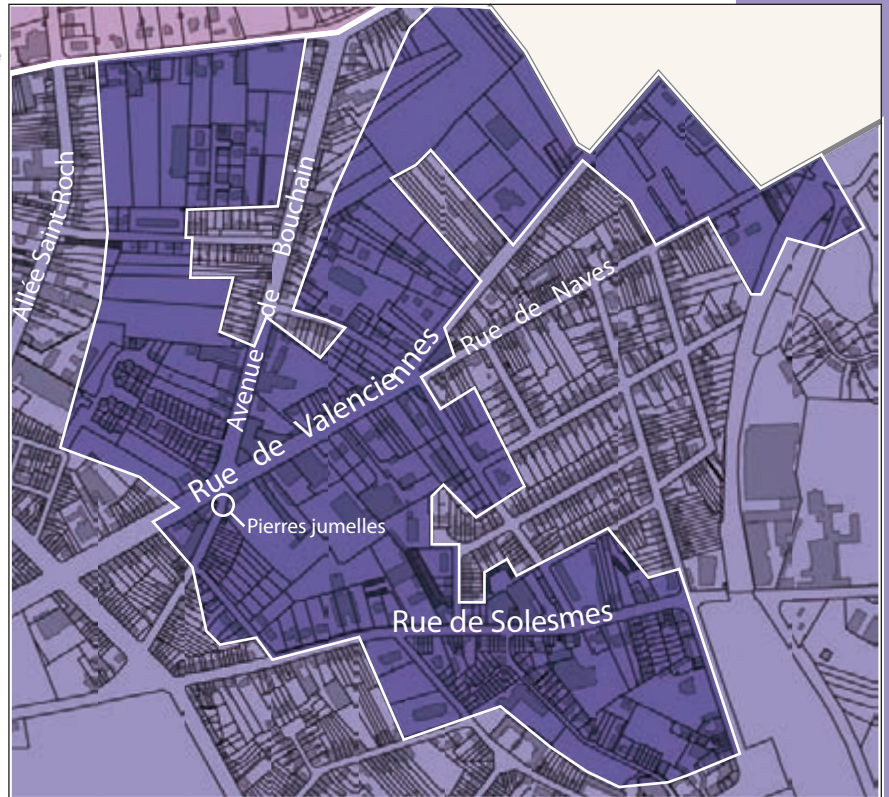 Allée Saint-Roch
Avenue de Bouchain
Rue de Valenciennes
Rue de Naves
Pierres jumelles
Rue de Solesmes